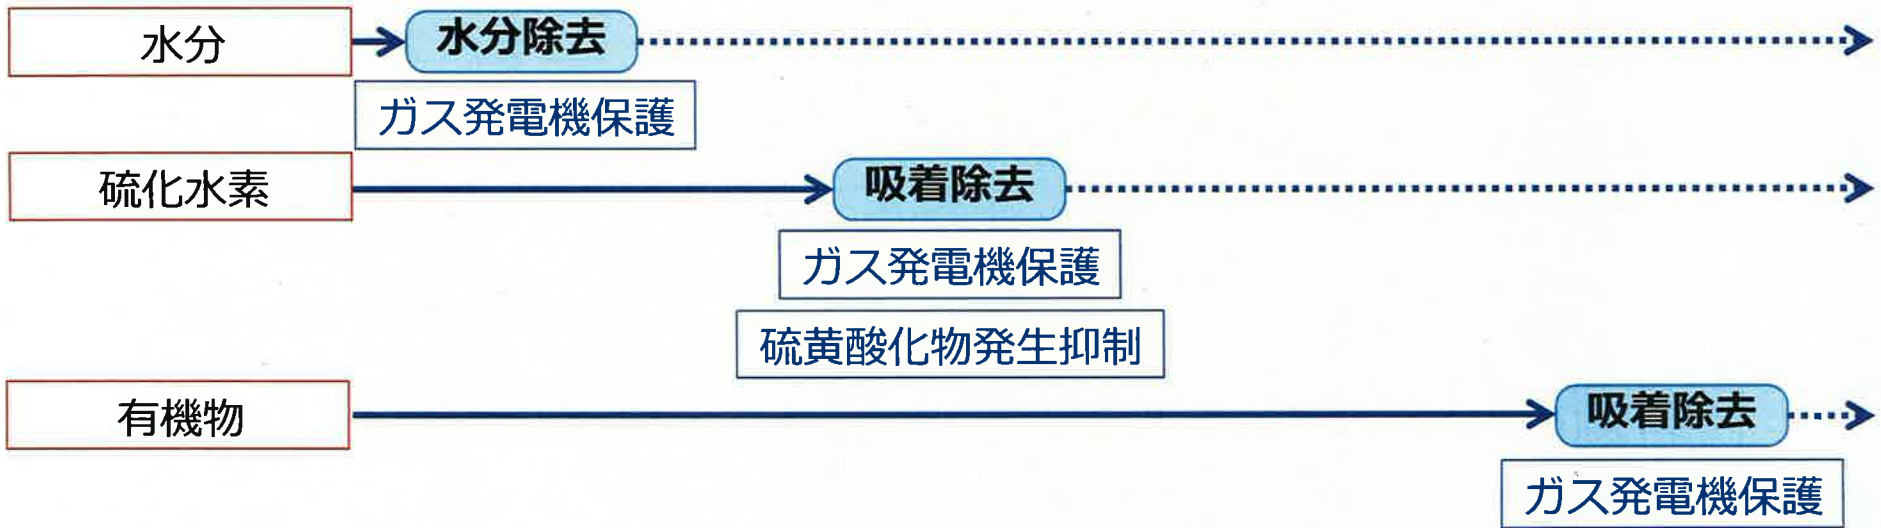 水分
水分除去
ガス発電機保護
硫化水素
吸着除去
ガス発電機保護
硫黄酸化物発生抑制
有機物
吸着除去
ガス発電機保護